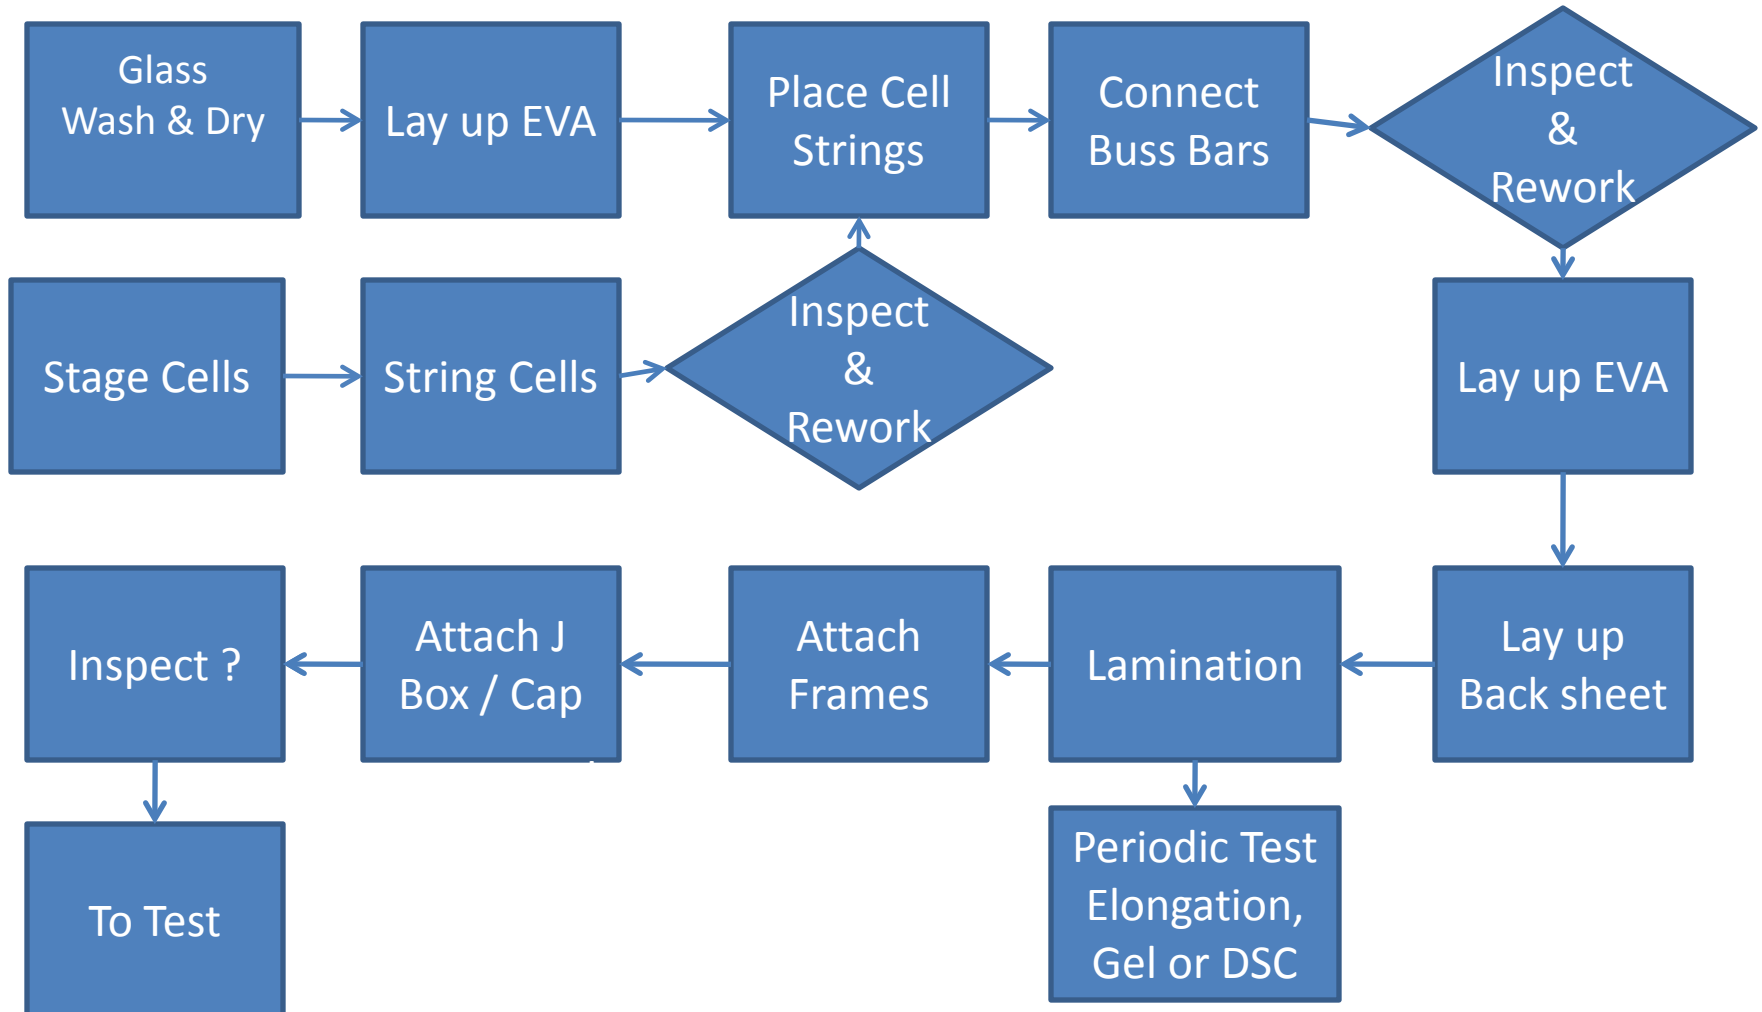 Glass
Wash & Dry
Lay up EVA
Place Cell
Strings
Connect
Buss Bars
Inspect
&
Rework
Stage Cells
String Cells
Inspect
&
Rework
Lay up EVA
Inspect ?
Attach J
Box / Cap
Attach
Frames
Lamination
Lay up
Back sheet
To Test
Periodic Test
Elongation,
Gel or DSC